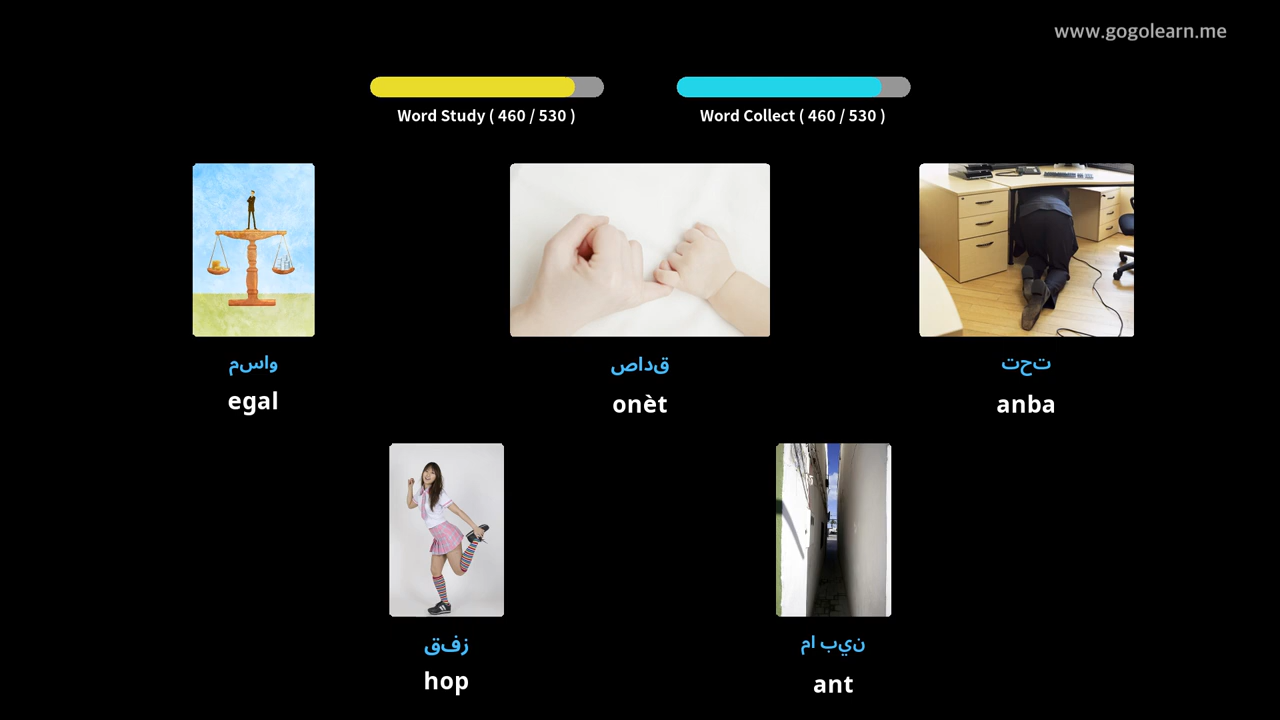 www.gogolearn.me
Word Study ( 460 / 530 )
Word Collect ( 460 / 530 )
واسم
قداص
تحت
egal
onèt
anba
زفق
نيب ام
hop
ant